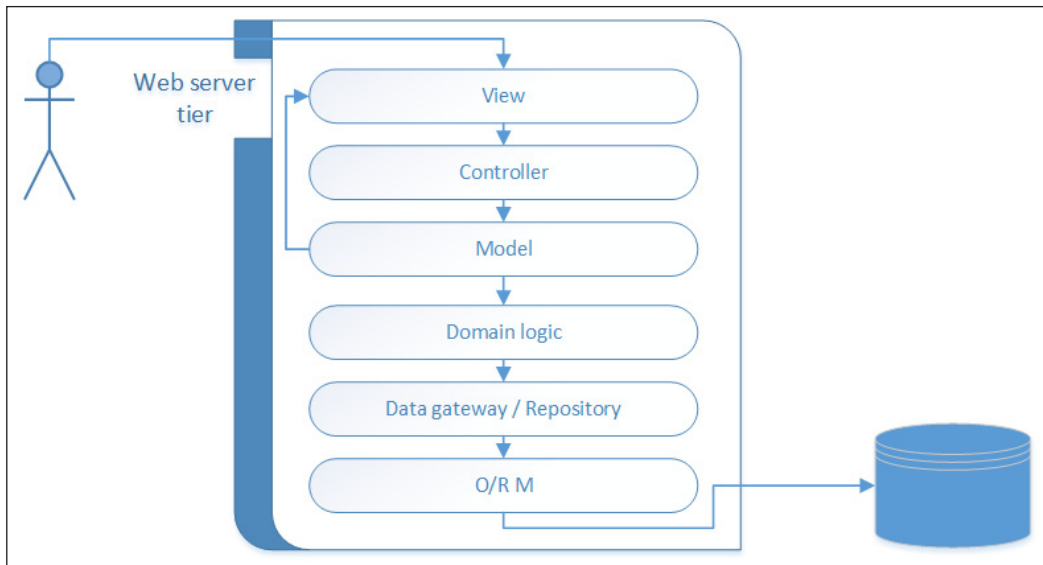 Web server
tier
View
Controller
Model
Domain logic
Data gateway / Repository
O/R M